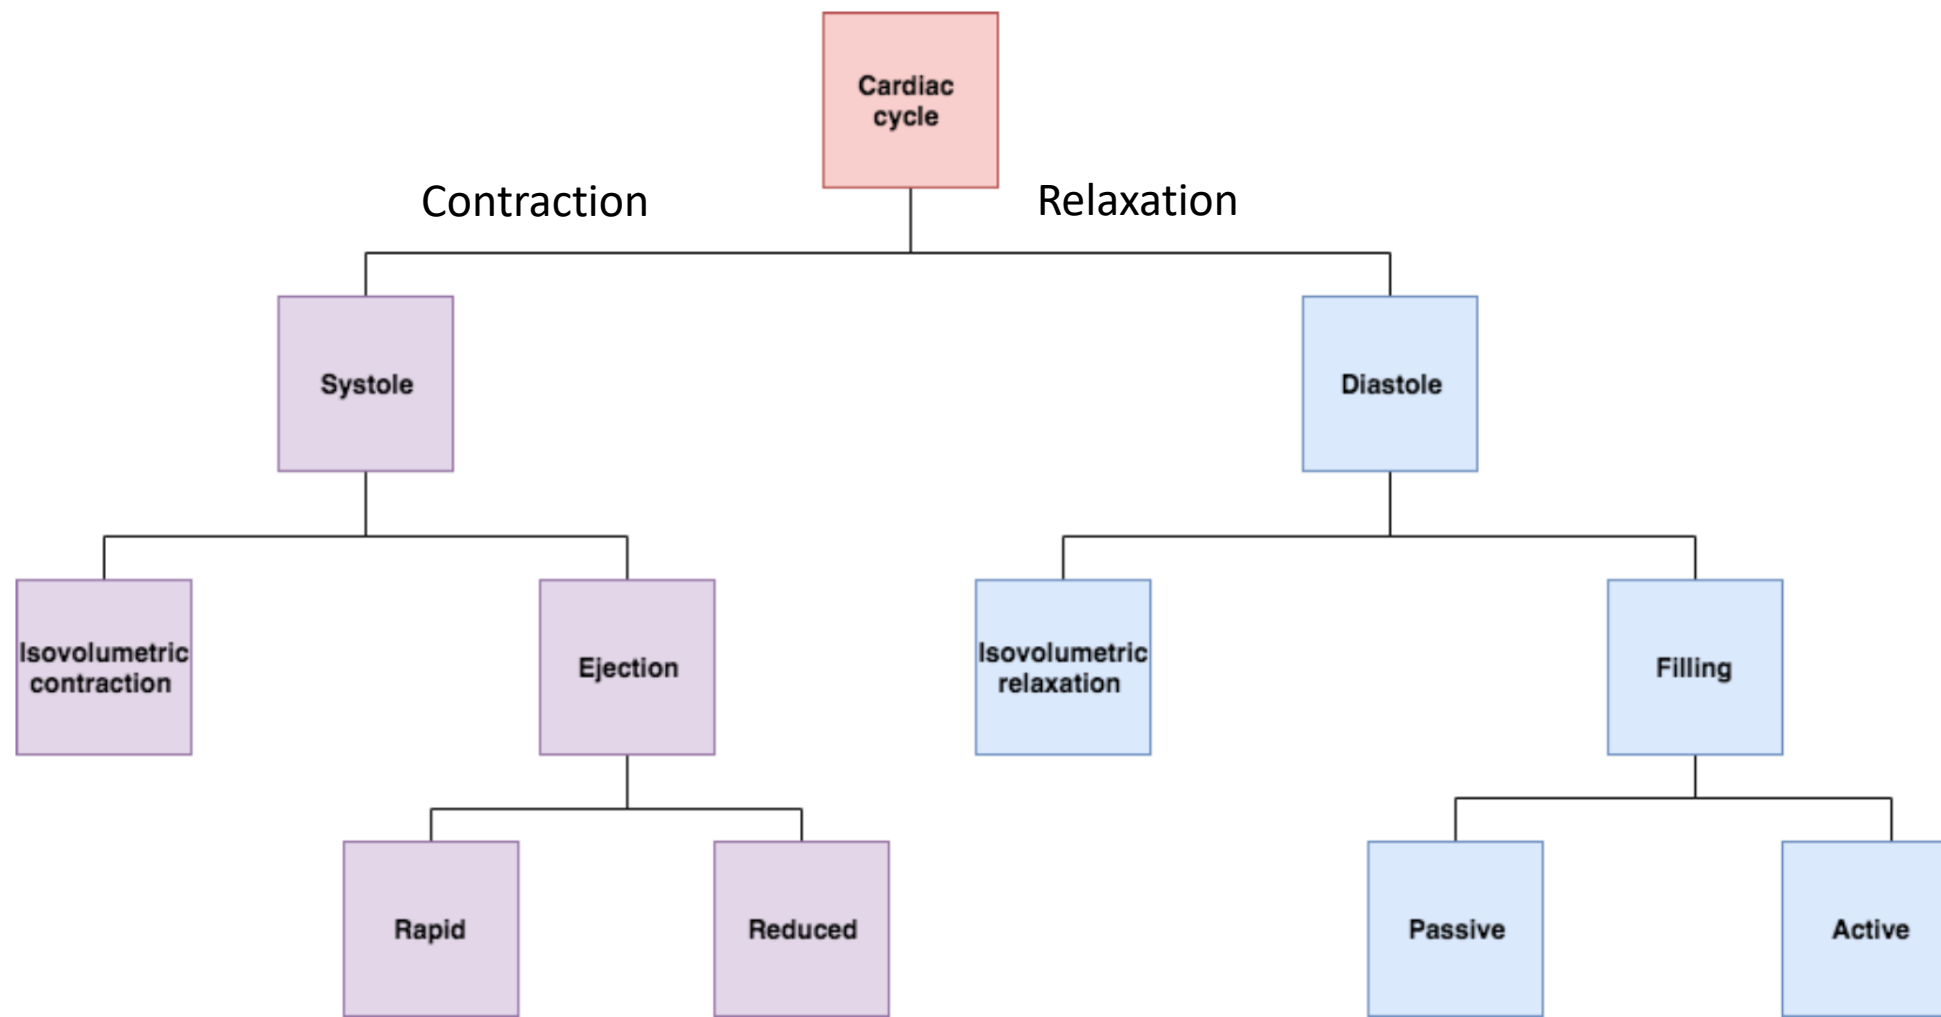 Cardiac
cycle
Contraction
Relaxation
Systole
Diastole
Isovolumetric
contraction
Ejection
Isovolumetric
relaxation
Filling
Rapid
Reduced
Passive
Active